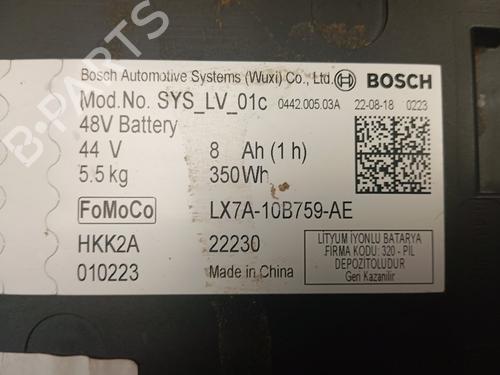 B-PARTS
Bosch Automotive Systems (Wuxi) Co., Ltd. BOSCH
Mod.No. SYS_LV_01c 0442.005.03A 22-08-18 0223
48V Battery
44 V 8 Ah (1 h)
5.5 kg 350Wh
FoMoCo LX7A-10B759-AE
HKK2A 22230
010223 Made in China
LİTYUM İYONLU BATARYA
FİRMA KODU: 320 - PİL
DEPOZİTOLUDUR
Geri Kazanılır